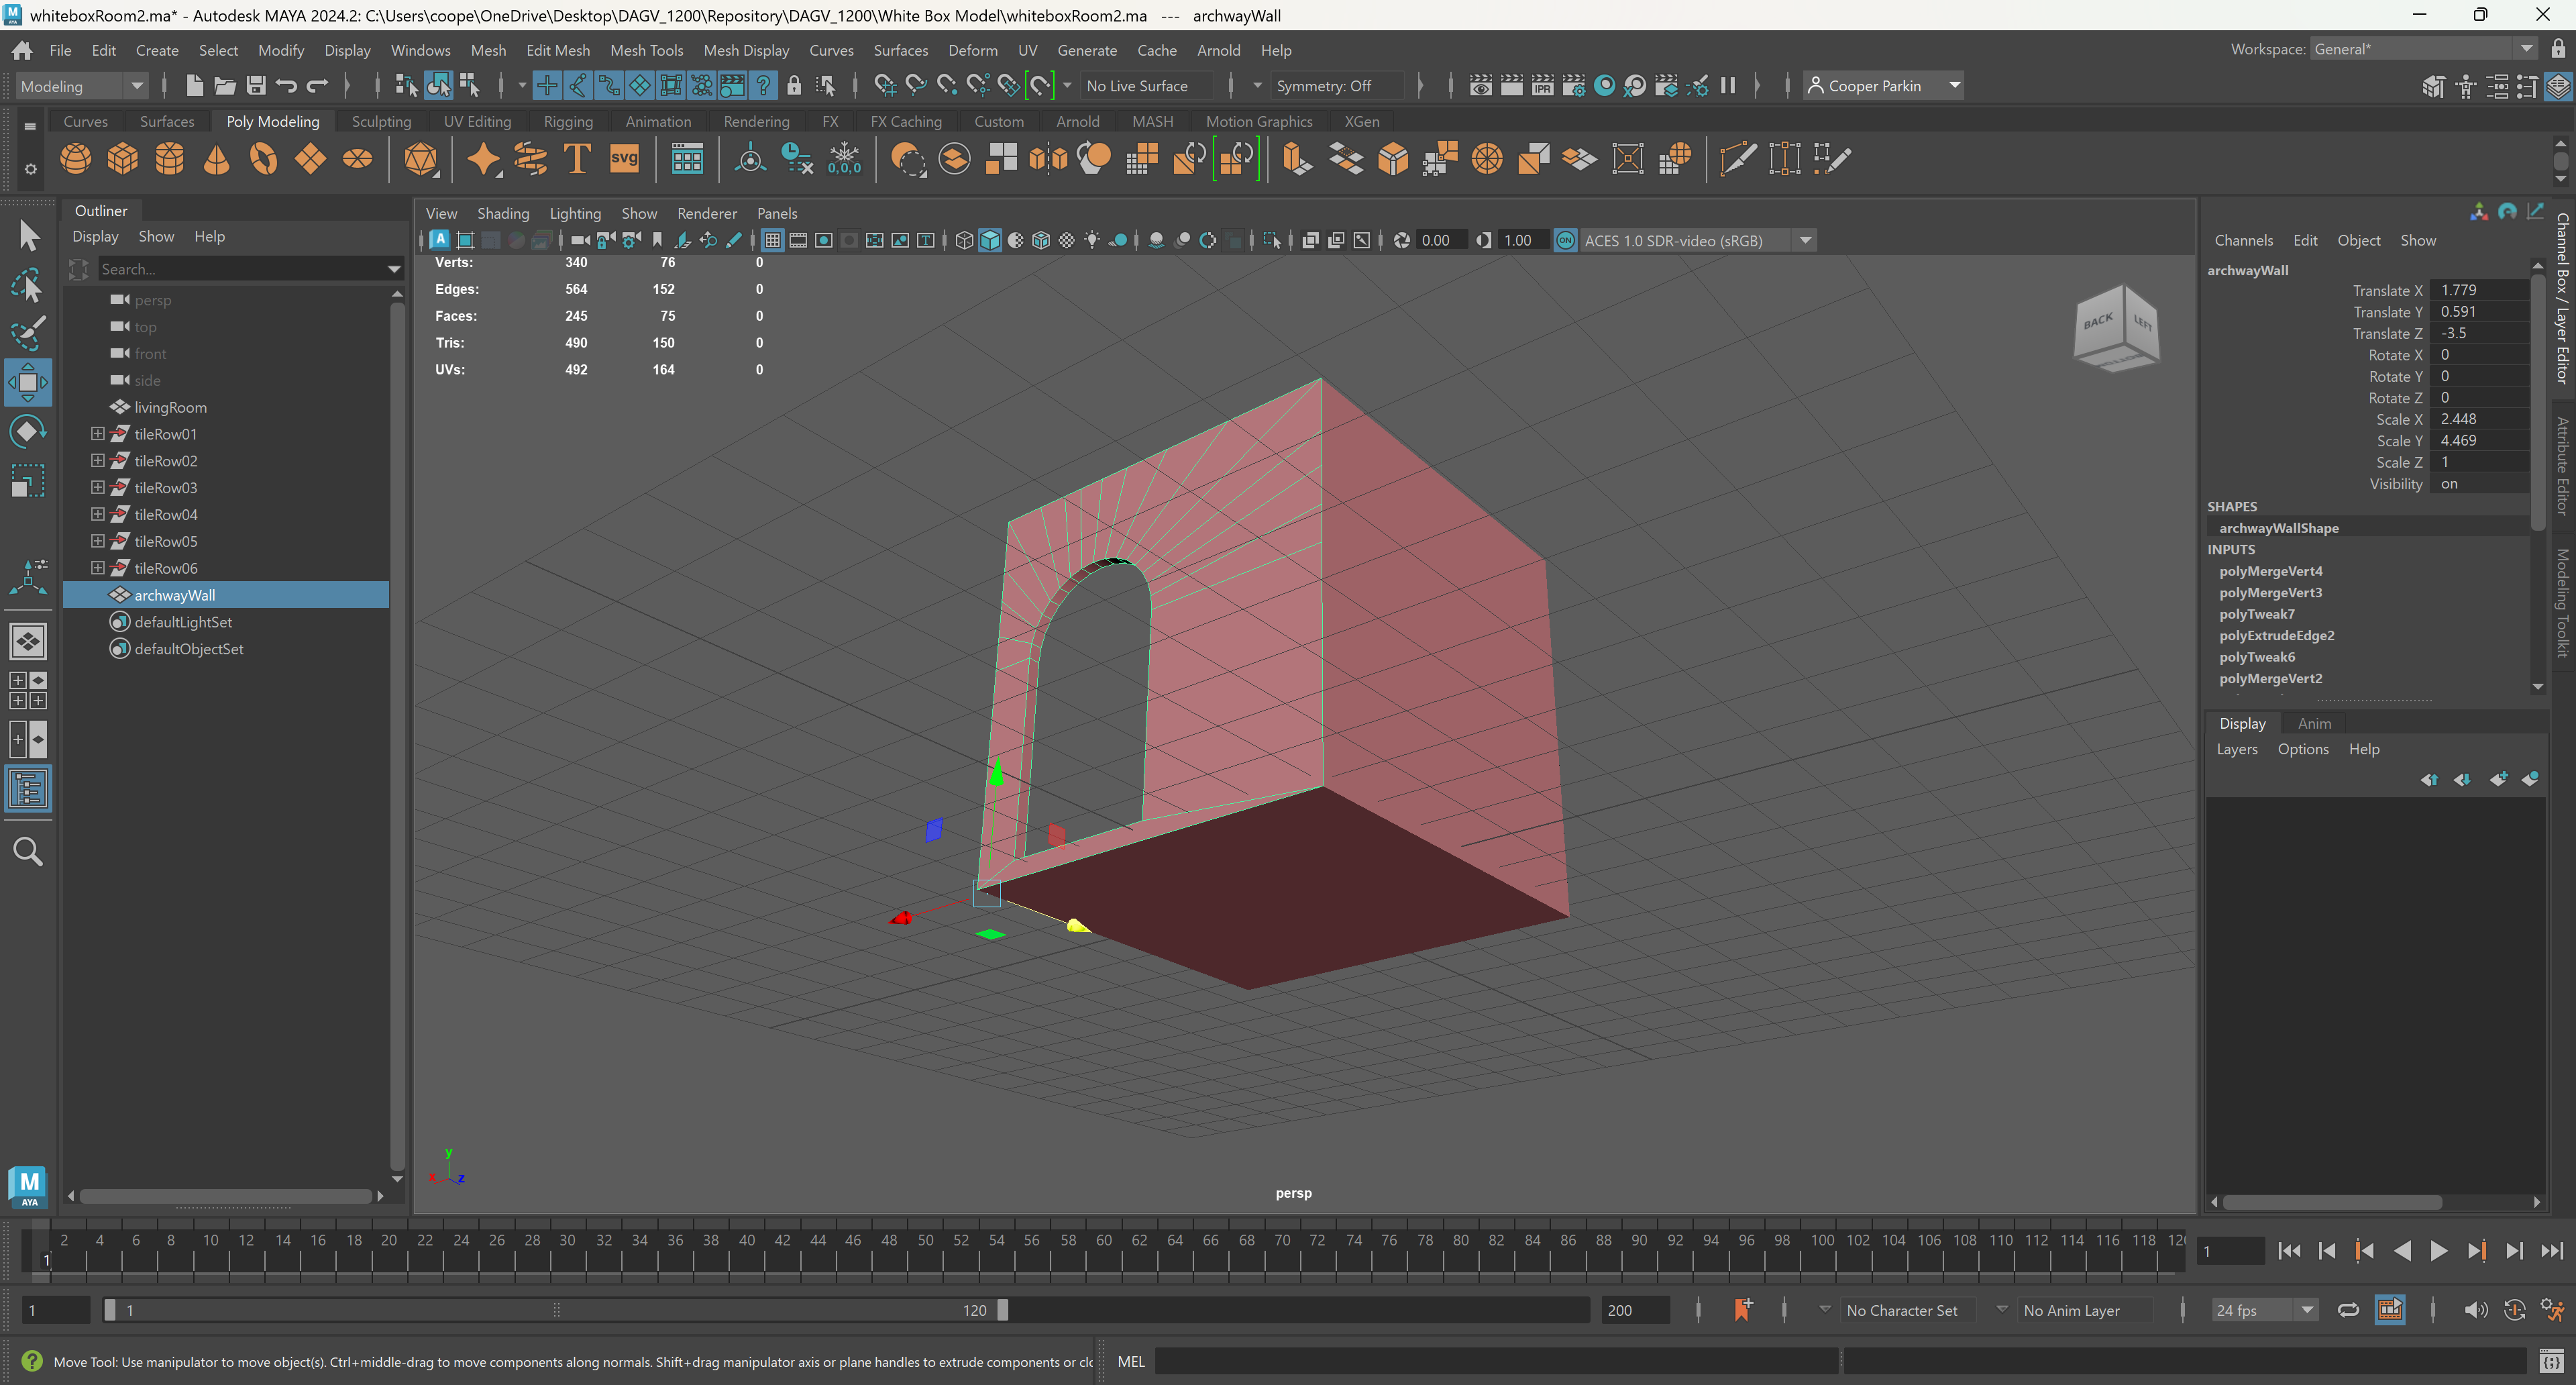 whiteboxRoom2.ma* - Autodesk MAYA 2024.2: C:\Users\coope\OneDrive\Desktop\DAGV_1200\Repository\DAGV_1200\White Box Model\whiteboxRoom2.ma --- archwayWall
File Edit Create Select Modify Display Windows Mesh Edit Mesh Mesh Tools Mesh Display Curves Surfaces Deform UV Generate Cache Arnold Help
Workspace: General*
Modeling
No Live Surface
Symmetry: Off
IPR
Cooper Parkin
Curves Surfaces Poly Modeling Sculpting UV Editing Rigging Animation Rendering FX FX Caching Custom Arnold MASH Motion Graphics XGen
T svg 0,0,0
Outliner
Display Show Help
Search...
persp
top
front
side
livingRoom
tileRow01
tileRow02
tileRow03
tileRow04
tileRow05
tileRow06
archwayWall
defaultLightSet
defaultObjectSet
View Shading Lighting Show Renderer Panels
0.00 1.00 ON ACES 1.0 SDR-video (sRGB)
Verts: 340 76 0
Edges: 564 152 0
Faces: 245 75 0
Tris: 490 150 0
UVs: 492 164 0
BACK LEFT
BOTTOM
y
x z
persp
Channels Edit Object Show
archwayWall
Translate X 1.779
Translate Y 0.591
Translate Z -3.5
Rotate X 0
Rotate Y 0
Rotate Z 0
Scale X 2.448
Scale Y 4.469
Scale Z 1
Visibility on
SHAPES
archwayWallShape
INPUTS
polyMergeVert4
polyMergeVert3
polyTweak7
polyExtrudeEdge2
polyTweak6
polyMergeVert2
Display Anim
Layers Options Help
Channel Box / Layer Editor
Attribute Editor
Modeling Toolkit
M
AYA
2 4 6 8 10 12 14 16 18 20 22 24 26 28 30 32 34 36 38 40 42 44 46 48 50 52 54 56 58 60 62 64 66 68 70 72 74 76 78 80 82 84 86 88 90 92 94 96 98 100 102 104 106 108 110 112 114 116 118
1
1
1 1 120 200
No Character Set
No Anim Layer
24 fps
Move Tool: Use manipulator to move object(s). Ctrl+middle-drag to move components along normals. Shift+drag manipulator axis or plane handles to extrude components or
MEL